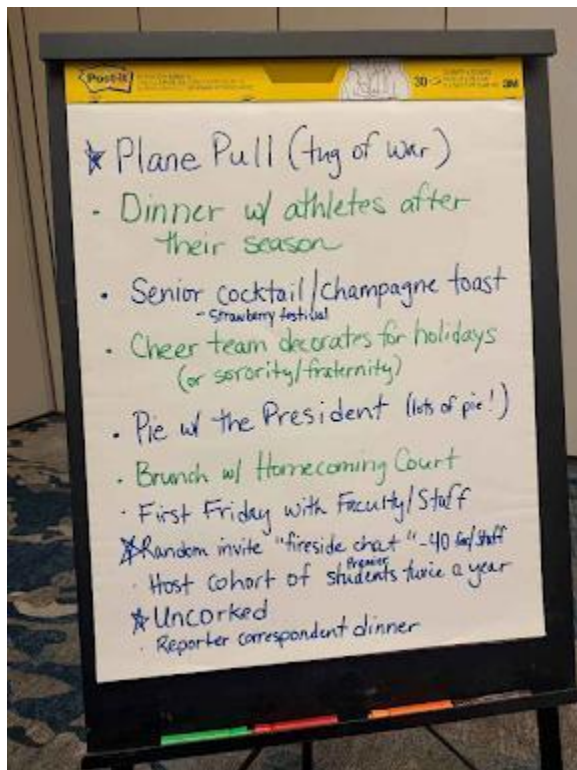 Post-it
30
3M
★ Plane Pull (tug of war)
· Dinner w/ athletes after
their season
· Senior cocktail/champagne toast
- Strawberry festival
· Cheer team decorates for holidays
(or sorority/fraternity)
· Pie w/ the President (lots of pie!)
· Brunch w/ Homecoming Court
· First Friday with Faculty/Staff
★ Random invite "fireside chat" - 40 fac/staff
Premier
· Host cohort of students twice a year
★ Uncorked
· Reporter correspondent dinner